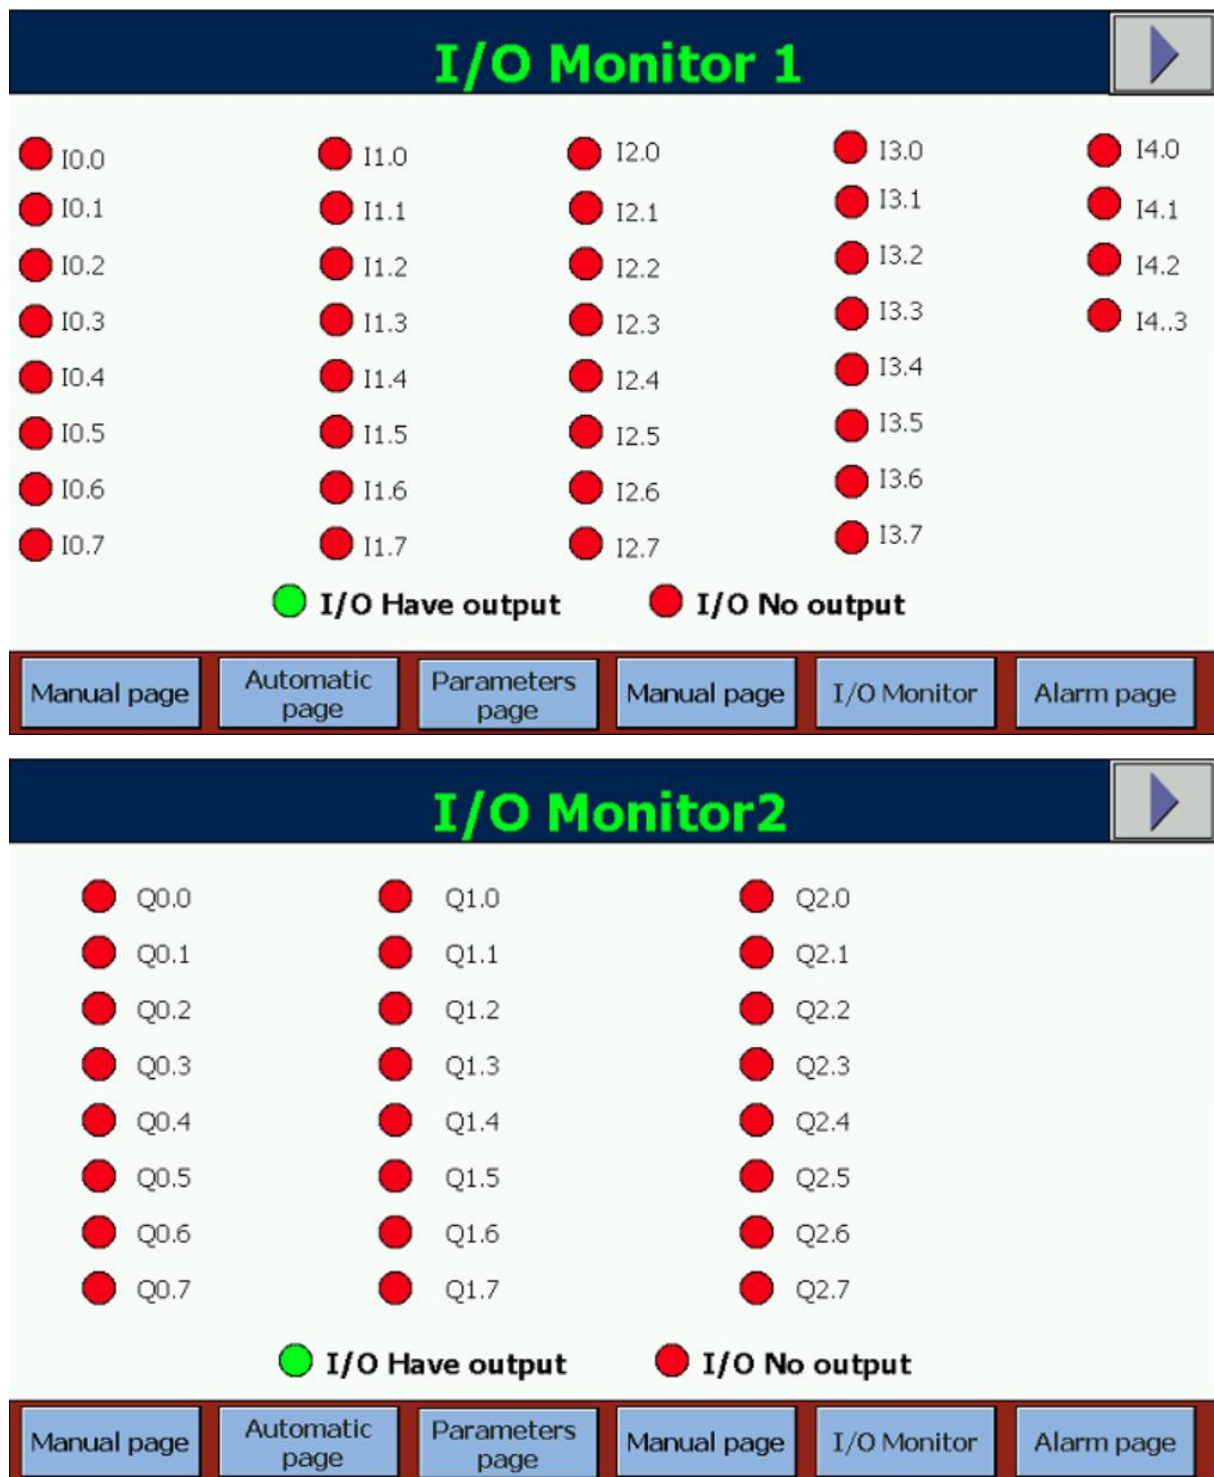 I/O Monitor 1
I0.0 I1.0 I2.0 I3.0 I4.0
I0.1 I1.1 I2.1 I3.1 I4.1
I0.2 I1.2 I2.2 I3.2 I4.2
I0.3 I1.3 I2.3 I3.3 I4..3
I0.4 I1.4 I2.4 I3.4
I0.5 I1.5 I2.5 I3.5
I0.6 I1.6 I2.6 I3.6
I0.7 I1.7 I2.7 I3.7
I/O Have output I/O No output
Manual page
Automatic
page
Parameters
page
Manual page
I/O Monitor
Alarm page
I/O Monitor2
Q0.0 Q1.0 Q2.0
Q0.1 Q1.1 Q2.1
Q0.2 Q1.2 Q2.2
Q0.3 Q1.3 Q2.3
Q0.4 Q1.4 Q2.4
Q0.5 Q1.5 Q2.5
Q0.6 Q1.6 Q2.6
Q0.7 Q1.7 Q2.7
I/O Have output I/O No output
Manual page
Automatic
page
Parameters
page
Manual page
I/O Monitor
Alarm page